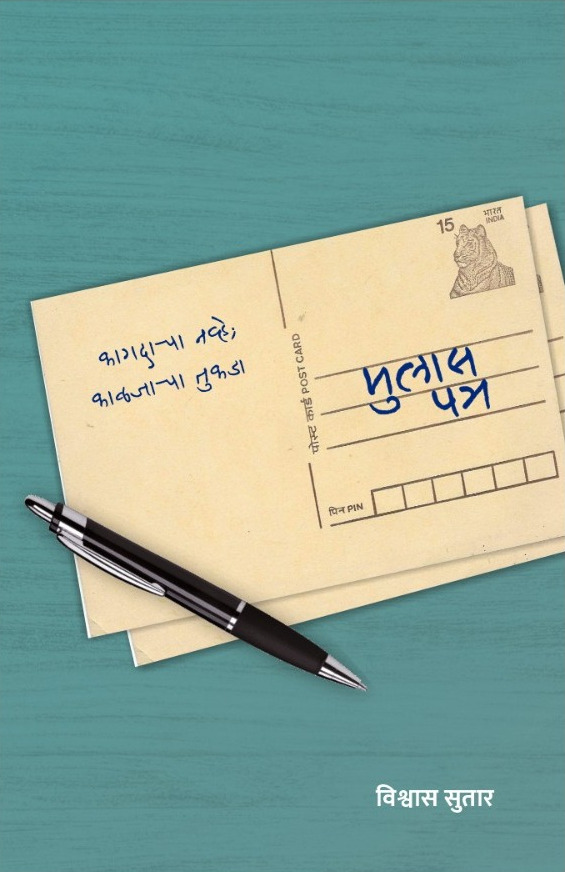 15
भारत
INDIA
कागदाच्या नव्हे;
काळजाच्या तुकडा
पोस्ट कार्ड POST CARD
मुलास
पत्र
पिन PIN
विश्वास सुतार